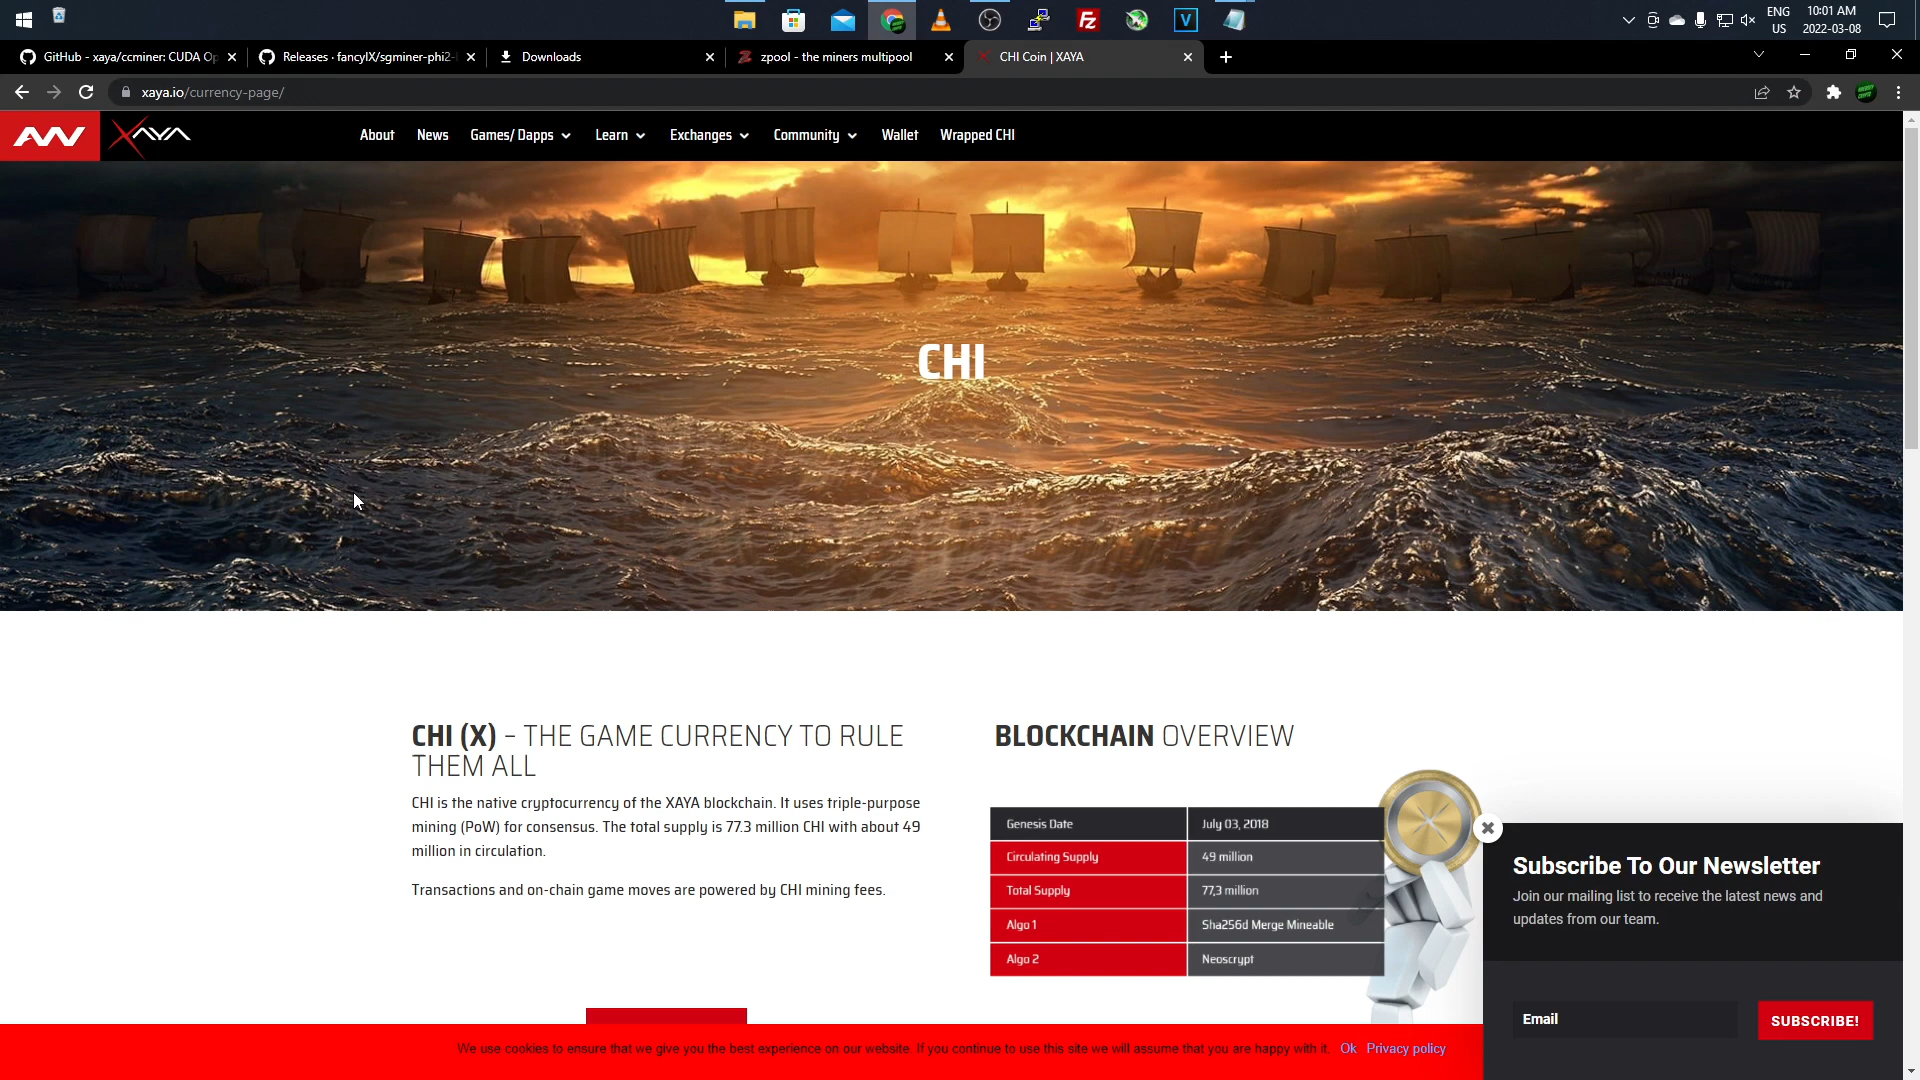 ENG
US
10:01 AM
2022-03-08
GitHub - xaya/ccminer: CUDA Op
Releases · fancyIX/sgminer-phi2-
Downloads
zpool - the miners multipool
CHI Coin | XAYA
xaya.io/currency-page/
XAYA
About
News
Games/ Dapps
Learn
Exchanges
Community
Wallet
Wrapped CHI
CHI
CHI (X) – THE GAME CURRENCY TO RULE
THEM ALL
CHI is the native cryptocurrency of the XAYA blockchain. It uses triple-purpose
mining (PoW) for consensus. The total supply is 77.3 million CHI with about 49
million in circulation.
Transactions and on-chain game moves are powered by CHI mining fees.
BLOCKCHAIN OVERVIEW
Genesis Date July 03, 2018
Circulating Supply 49 million
Total Supply 77,3 million
Algo 1 Sha256d Merge Mineable
Algo 2 Neoscrypt
Subscribe To Our Newsletter
Join our mailing list to receive the latest news and
updates from our team.
Email
SUBSCRIBE!
We use cookies to ensure that we give you the best experience on our website. If you continue to use this site we will assume that you are happy with it. Ok Privacy policy